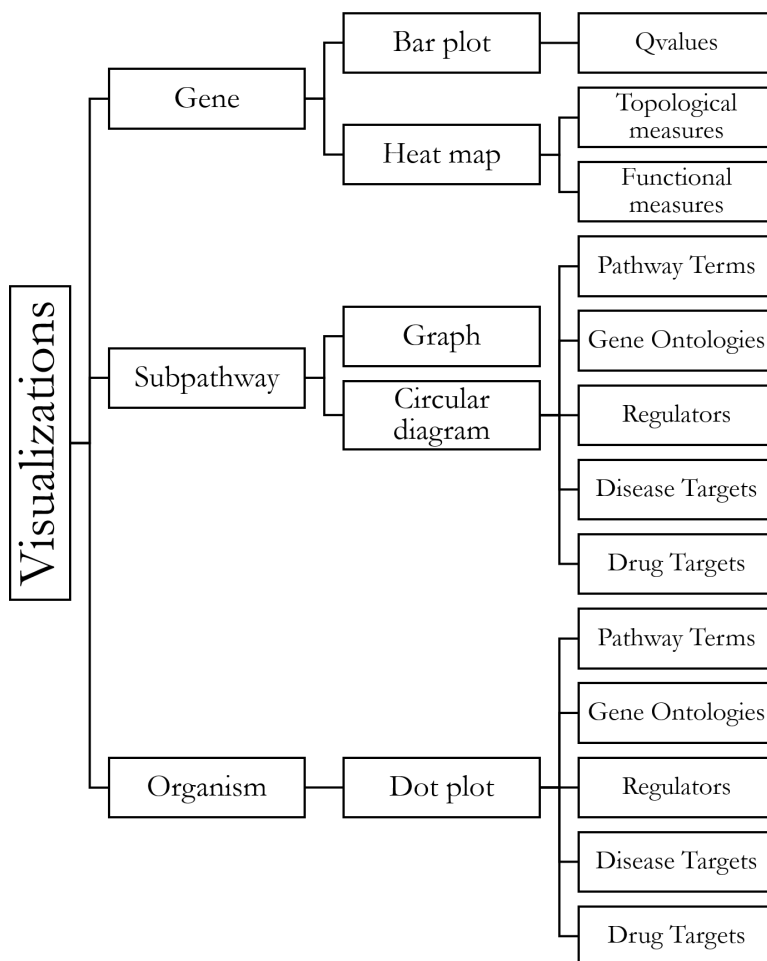 Visualizations
Gene
Bar plot
Qvalues
Heat map
Topological
measures
Functional
measures
Subpathway
Graph
Circular
diagram
Pathway Terms
Gene Ontologies
Regulators
Disease Targets
Drug Targets
Organism
Dot plot
Pathway Terms
Gene Ontologies
Regulators
Disease Targets
Drug Targets